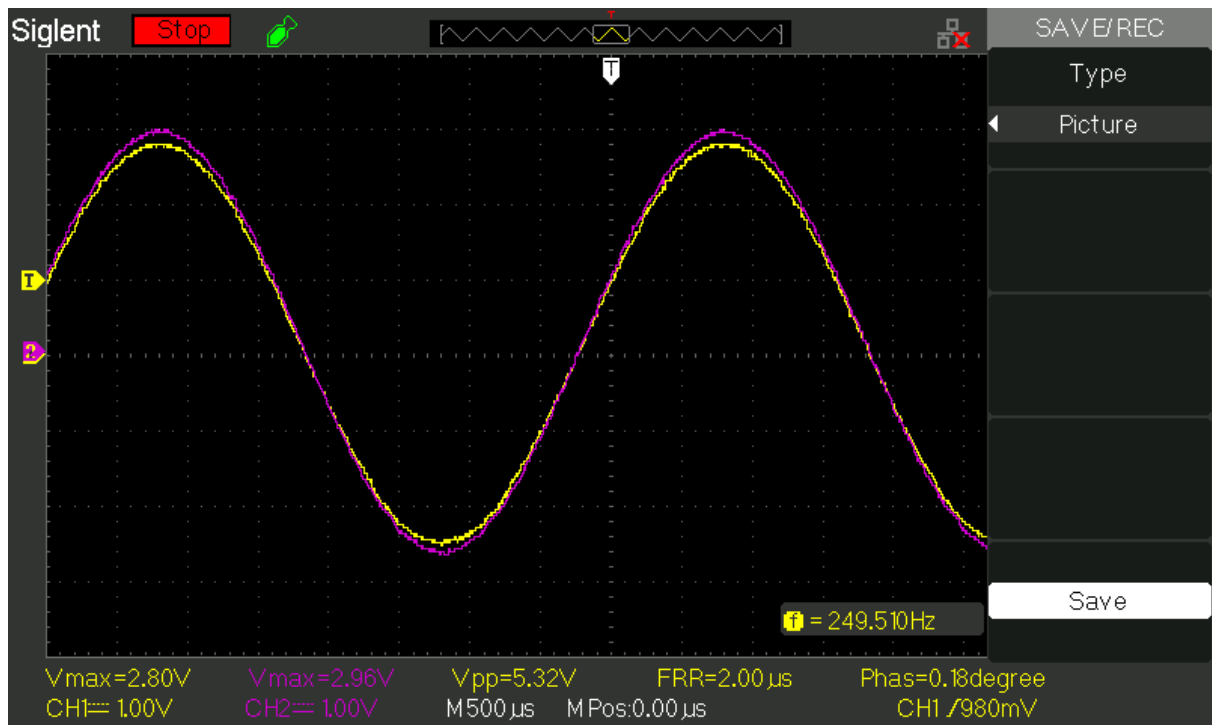 Siglent Stop SAVE/REC
T
T
Type
Picture
T
2
Save
f = 249.510Hz
Vmax=2.80V Vmax=2.96V Vpp=5.32V FRR=2.00µs Phas=0.18degree
CH1 1.00V CH2 1.00V M 500µs M Pos:0.00µs CH1 /980mV